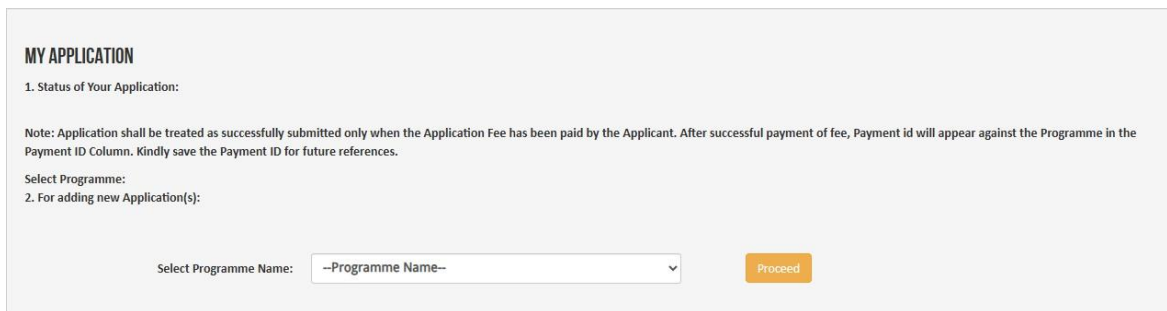 MY APPLICATION
1. Status of Your Application:
Note: Application shall be treated as successfully submitted only when the Application Fee has been paid by the Applicant. After successful payment of fee, Payment id will appear against the Programme in the
Payment ID Column. Kindly save the Payment ID for future references.
Select Programme:
2. For adding new Application(s):
Select Programme Name: --Programme Name-- Proceed